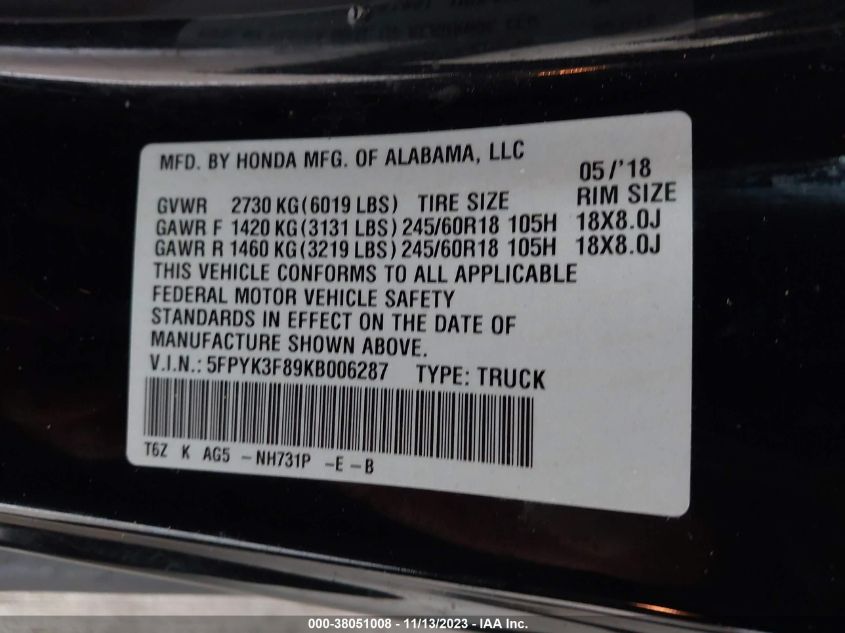 MFD. BY HONDA MFG. OF ALABAMA, LLC 05/'18
GVWR 2730 KG(6019 LBS) TIRE SIZE RIM SIZE
GAWR F 1420 KG(3131 LBS) 245/60R18 105H 18X8.0J
GAWR R 1460 KG(3219 LBS) 245/60R18 105H 18X8.0J
THIS VEHICLE CONFORMS TO ALL APPLICABLE
FEDERAL MOTOR VEHICLE SAFETY
STANDARDS IN EFFECT ON THE DATE OF
MANUFACTURE SHOWN ABOVE.
V.I.N.: 5FPYK3F89KB006287 TYPE: TRUCK
T6Z K AG5 -NH731P -E -B
000-38051008 - 11/13/2023 - IAA Inc.